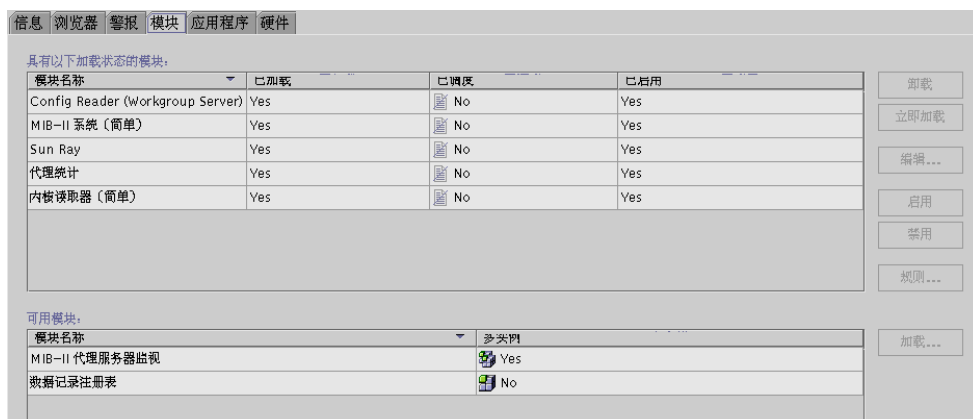 信息 浏览器 警报 模块 应用程序 硬件
具有以下加载状态的模块：
模块名称 已加载 已调度 已启用
Config Reader (Workgroup Server) Yes No Yes
MIB-II 系统（简单） Yes No Yes
Sun Ray Yes No Yes
代理统计 Yes No Yes
内核读取器（简单） Yes No Yes
卸载
立即加载
编辑...
启用
禁用
规则...
可用模块：
模块名称 多实例
MIB-II 代理服务器监视 Yes
数据记录注册表 No
加载...